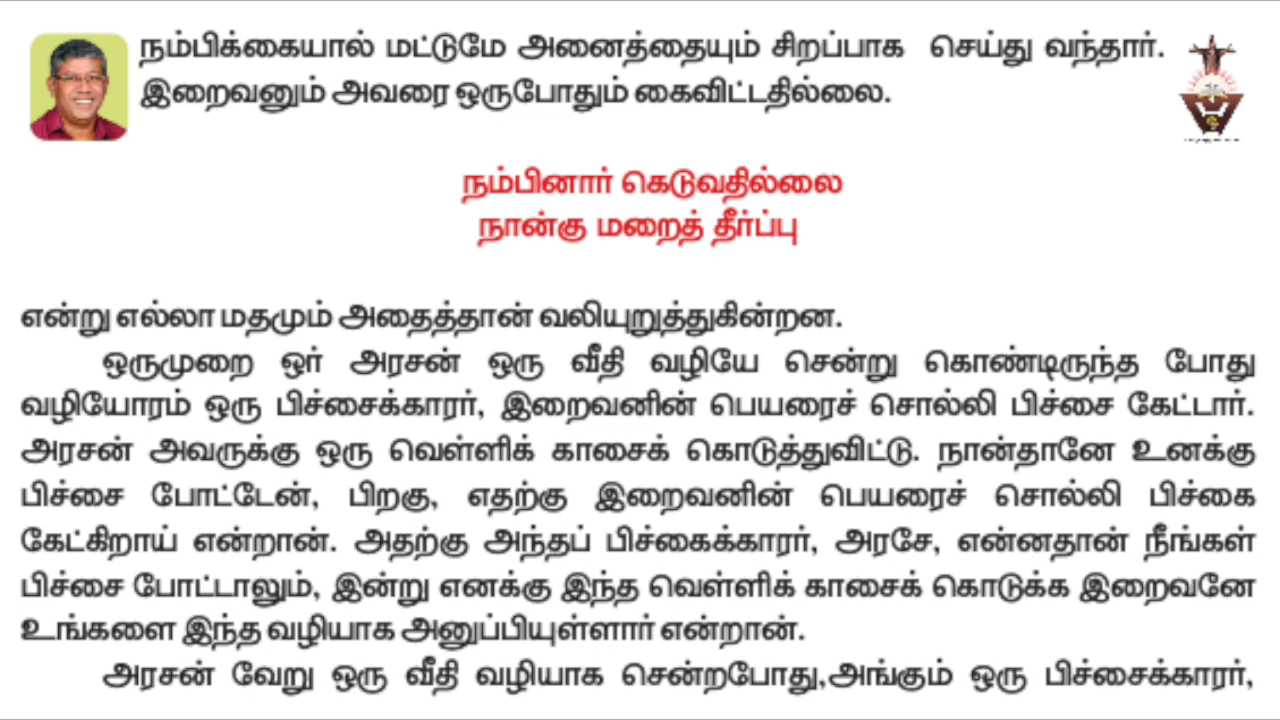 நம்பிக்கையால் மட்டுமே அனைத்தையும் சிறப்பாக செய்து வந்தார்.
இறைவனும் அவரை ஒருபோதும் கைவிட்டதில்லை.
நம்பினார் கெடுவதில்லை
நான்கு மறைத் தீர்ப்பு
என்று எல்லா மதமும் அதைத்தான் வலியுறுத்துகின்றன.
ஒருமுறை ஓர் அரசன் ஒரு வீதி வழியே சென்று கொண்டிருந்த போது
வழியோரம் ஒரு பிச்சைக்காரர், இறைவனின் பெயரைச் சொல்லி பிச்சை கேட்டார்.
அரசன் அவருக்கு ஒரு வெள்ளிக் காசைக் கொடுத்துவிட்டு. நான்தானே உனக்கு
பிச்சை போட்டேன், பிறகு, எதற்கு இறைவனின் பெயரைச் சொல்லி பிச்கை
கேட்கிறாய் என்றான். அதற்கு அந்தப் பிச்கைக்காரர், அரசே, என்னதான் நீங்கள்
பிச்சை போட்டாலும், இன்று எனக்கு இந்த வெள்ளிக் காசைக் கொடுக்க இறைவனே
உங்களை இந்த வழியாக அனுப்பியுள்ளார் என்றான்.
அரசன் வேறு ஒரு வீதி வழியாக சென்றபோது,அங்கும் ஒரு பிச்சைக்காரர்,